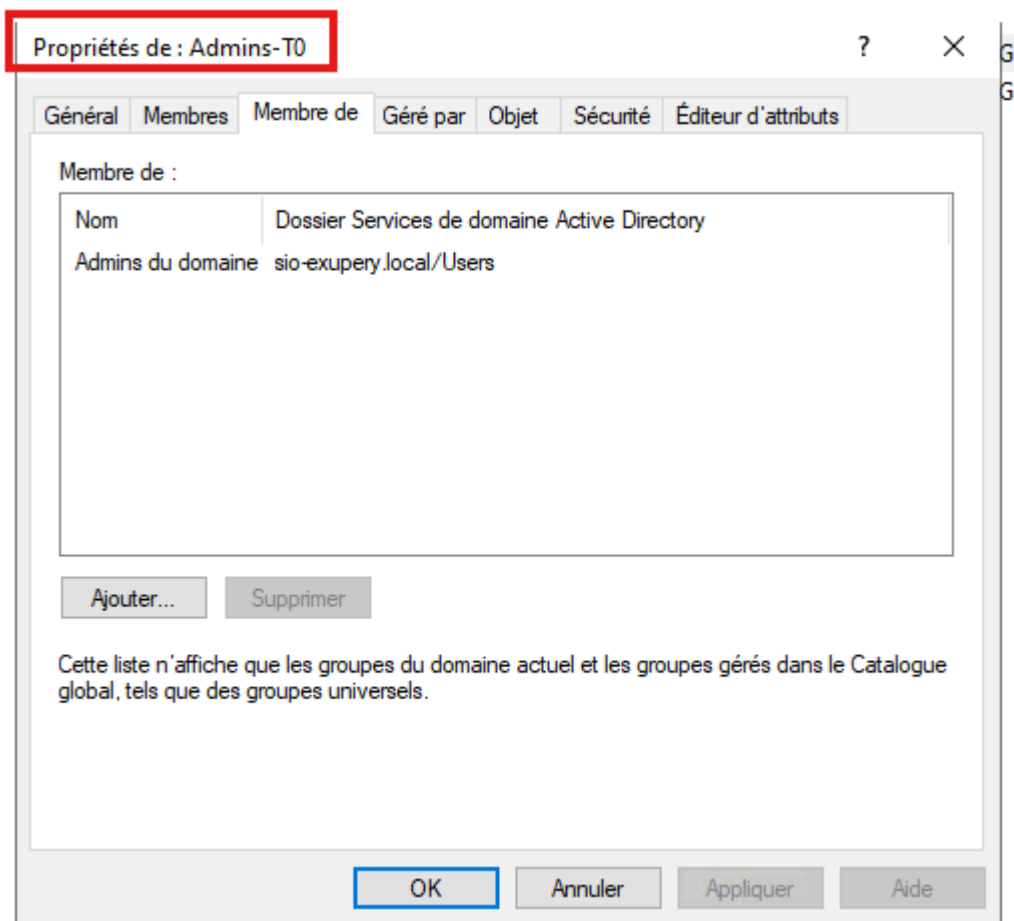 Propriétés de : Admins-T0 ? ×
G
G
Général Membres Membre de Géré par Objet Sécurité Éditeur d'attributs
Membre de :
Nom Dossier Services de domaine Active Directory
Admins du domaine sio-exupery.local/Users
Ajouter... Supprimer
Cette liste n'affiche que les groupes du domaine actuel et les groupes gérés dans le Catalogue
global, tels que des groupes universels.
OK Annuler Appliquer Aide